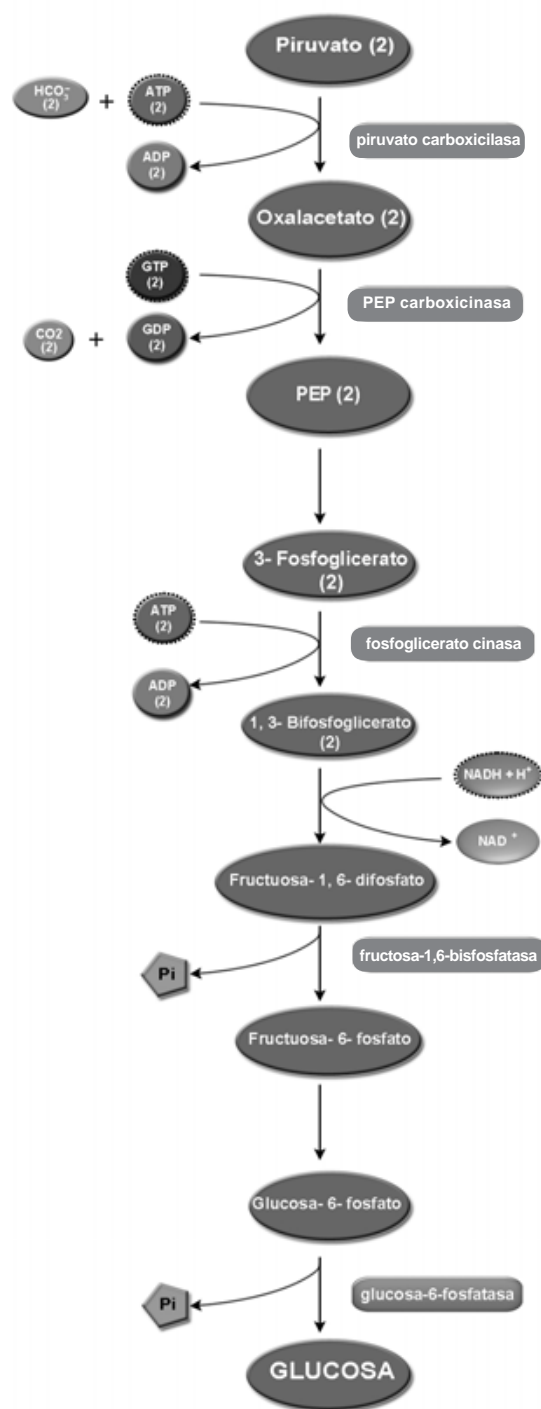 Piruvato (2)
HCO₃⁻
(2)
+
ATP
(2)
ADP
(2)
piruvato carboxicilasa
Oxalacetato (2)
GTP
(2)
CO2
(2)
+
GDP
(2)
PEP carboxicinasa
PEP (2)
3- Fosfoglicerato
(2)
ATP
(2)
ADP
(2)
fosfoglicerato cinasa
1, 3- Bifosfoglicerato
(2)
NADH + H⁺
NAD ⁺
Fructuosa- 1, 6- difosfato
Pi
fructosa-1,6-bisfosfatasa
Fructuosa- 6- fosfato
Glucosa- 6- fosfato
Pi
glucosa-6-fosfatasa
GLUCOSA